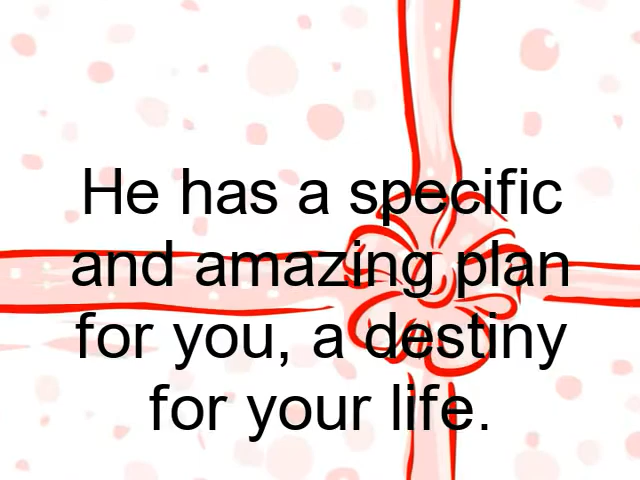 He has a specific
and amazing plan
for you, a destiny
for your life.